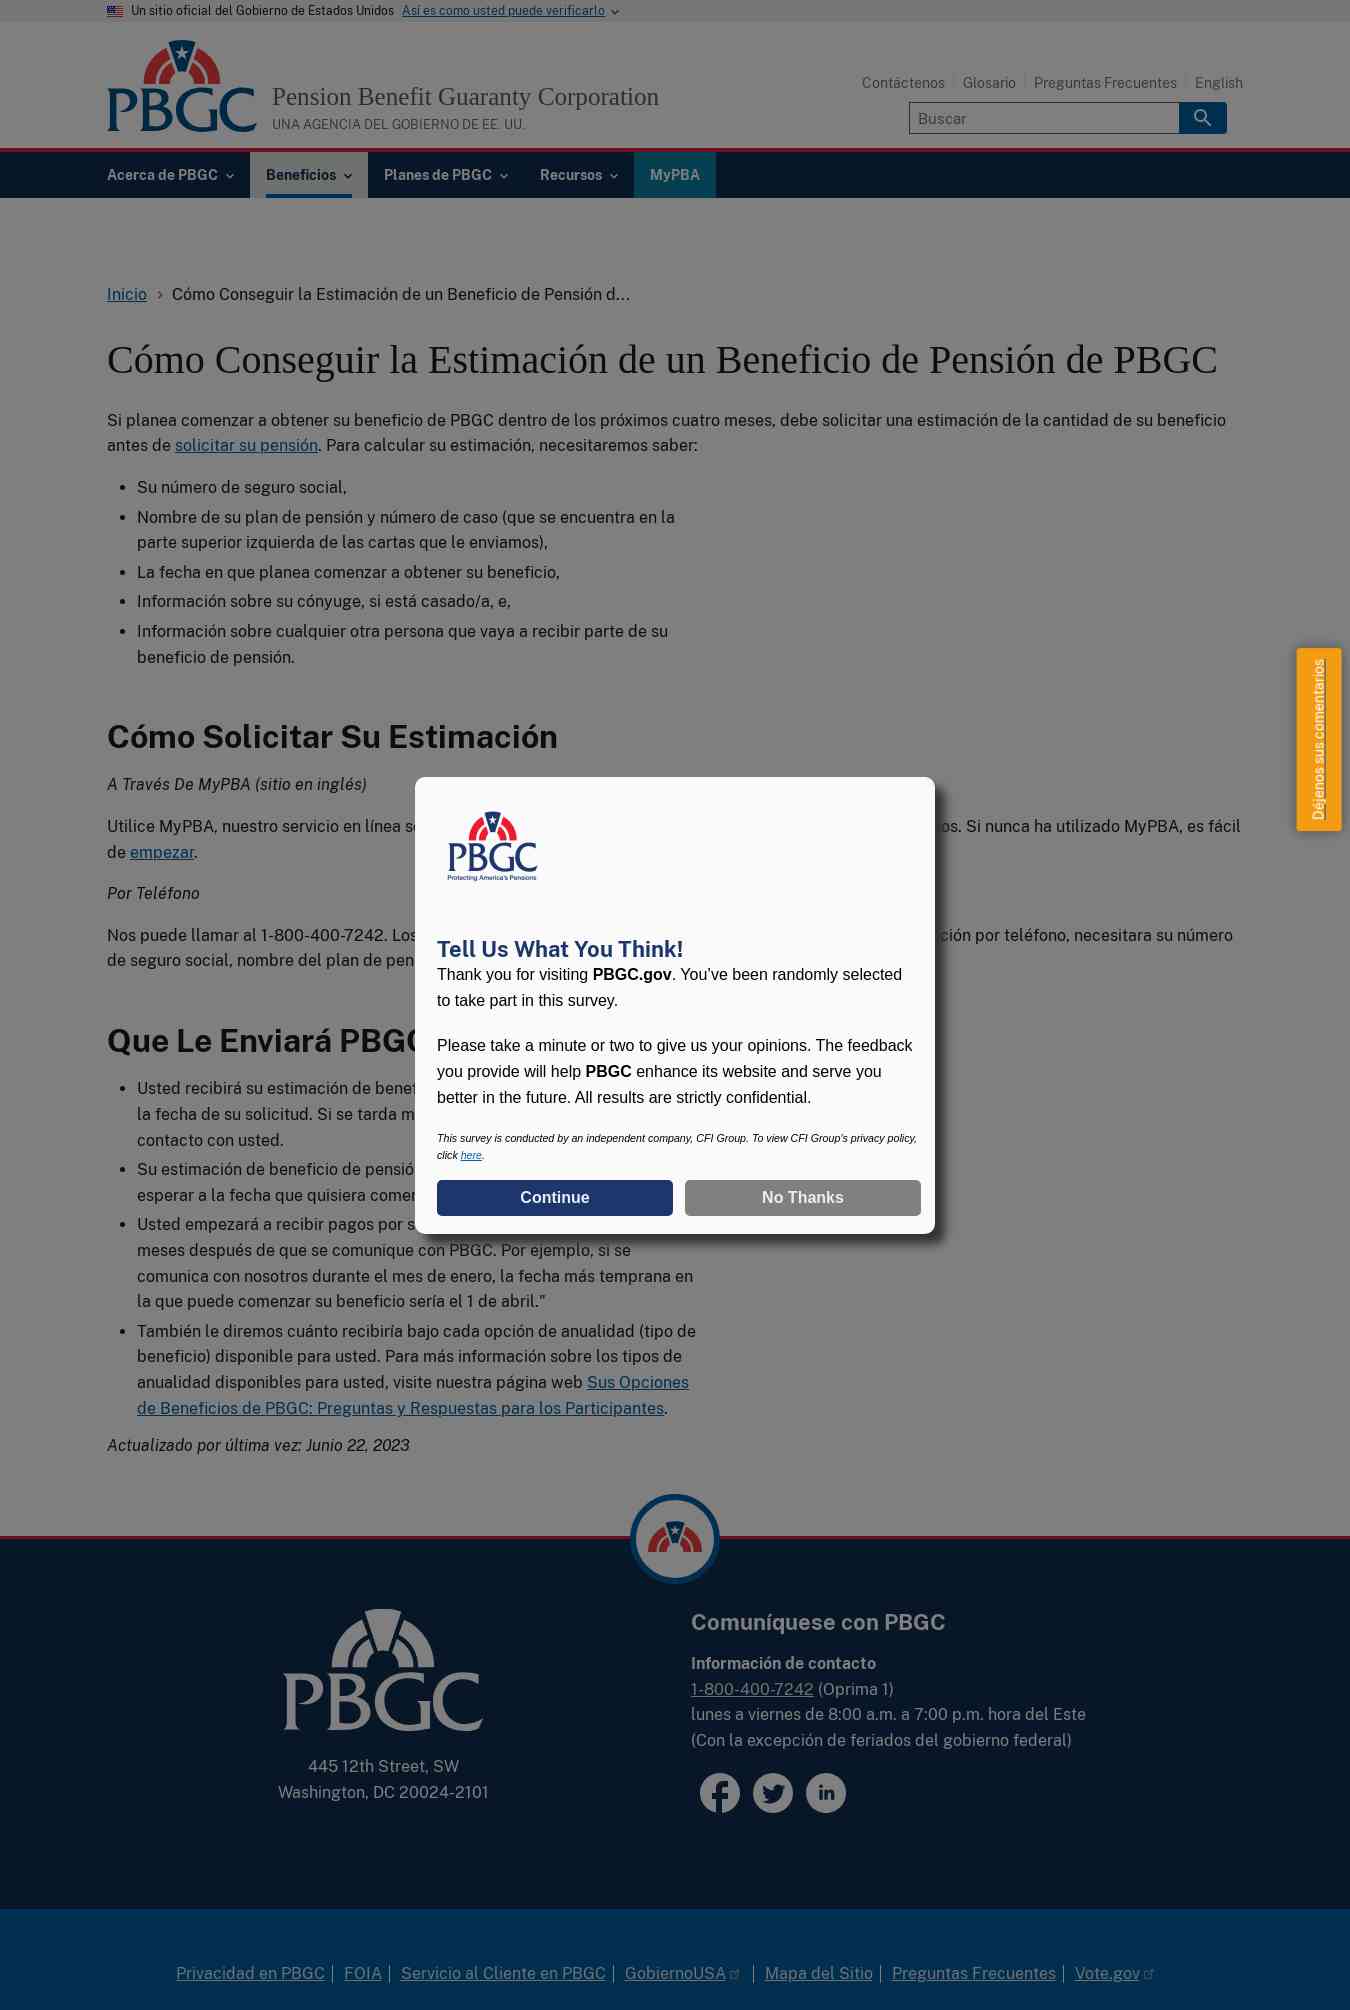 Un sitio oficial del Gobierno de Estados Unidos Así es como usted puede verificarlo
PBGC
Pension Benefit Guaranty Corporation
UNA AGENCIA DEL GOBIERNO DE EE. UU.
Contáctenos Glosario Preguntas Frecuentes English
Buscar
Acerca de PBGC Beneficios Planes de PBGC Recursos MyPBA
Inicio Cómo Conseguir la Estimación de un Beneficio de Pensión d...
Cómo Conseguir la Estimación de un Beneficio de Pensión de PBGC
Si planea comenzar a obtener su beneficio de PBGC dentro de los próximos cuatro meses, debe solicitar una estimación de la cantidad de su beneficio
antes de solicitar su pensión. Para calcular su estimación, necesitaremos saber:
Su número de seguro social,
Nombre de su plan de pensión y número de caso (que se encuentra en la
parte superior izquierda de las cartas que le enviamos),
La fecha en que planea comenzar a obtener su beneficio,
Información sobre su cónyuge, si está casado/a, e,
Información sobre cualquier otra persona que vaya a recibir parte de su
beneficio de pensión.
Déjenos sus comentarios
Cómo Solicitar Su Estimación
A Través De MyPBA (sitio en inglés)
Utilice MyPBA, nuestro servicio en línea os. Si nunca ha utilizado MyPBA, es fácil
de empezar.
Por Teléfono
Nos puede llamar al 1-800-400-7242. Los ción por teléfono, necesitara su número
de seguro social, nombre del plan de pen
Que Le Enviará PBGC
Usted recibirá su estimación de benef
la fecha de su solicitud. Si se tarda m
contacto con usted.
Su estimación de beneficio de pensió
esperar a la fecha que quisiera comen
Usted empezará a recibir pagos por s
meses después de que se comunique con PBGC. Por ejemplo, si se
comunica con nosotros durante el mes de enero, la fecha más temprana en
la que puede comenzar su beneficio sería el 1 de abril."
También le diremos cuánto recibiría bajo cada opción de anualidad (tipo de
beneficio) disponible para usted. Para más información sobre los tipos de
anualidad disponibles para usted, visite nuestra página web Sus Opciones
de Beneficios de PBGC: Preguntas y Respuestas para los Participantes.
Actualizado por última vez: Junio 22, 2023
PBGC
Protecting America's Pensions
Tell Us What You Think!
Thank you for visiting PBGC.gov. You've been randomly selected
to take part in this survey.
Please take a minute or two to give us your opinions. The feedback
you provide will help PBGC enhance its website and serve you
better in the future. All results are strictly confidential.
This survey is conducted by an independent company, CFI Group. To view CFI Group's privacy policy,
click here.
Continue No Thanks
PBGC
445 12th Street, SW
Washington, DC 20024-2101
Comuníquese con PBGC
Información de contacto
1-800-400-7242 (Oprima 1)
lunes a viernes de 8:00 a.m. a 7:00 p.m. hora del Este
(Con la excepción de feriados del gobierno federal)
Privacidad en PBGC FOIA Servicio al Cliente en PBGC GobiernoUSA Mapa del Sitio Preguntas Frecuentes Vote.gov